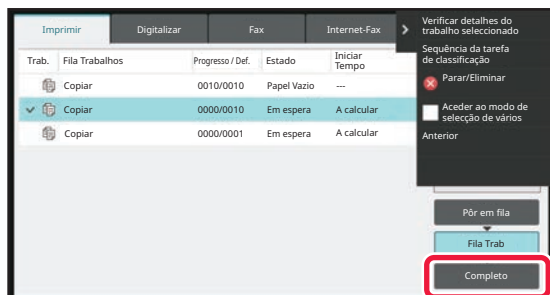 Imprimir Digitalizar Fax Internet-Fax
Trab. Fila Trabalhos Progresso / Def. Estado Iniciar Tempo
Copiar 0010/0010 Papel Vazio ---
Copiar 0000/0010 Em espera A calcular
Copiar 0000/0001 Em espera A calcular
Verificar detalhes do
trabalho seleccionado
Sequência da tarefa
de classificação
Parar/Eliminar
Aceder ao modo de
selecção de vários
Anterior
Pôr em fila
Fila Trab
Completo